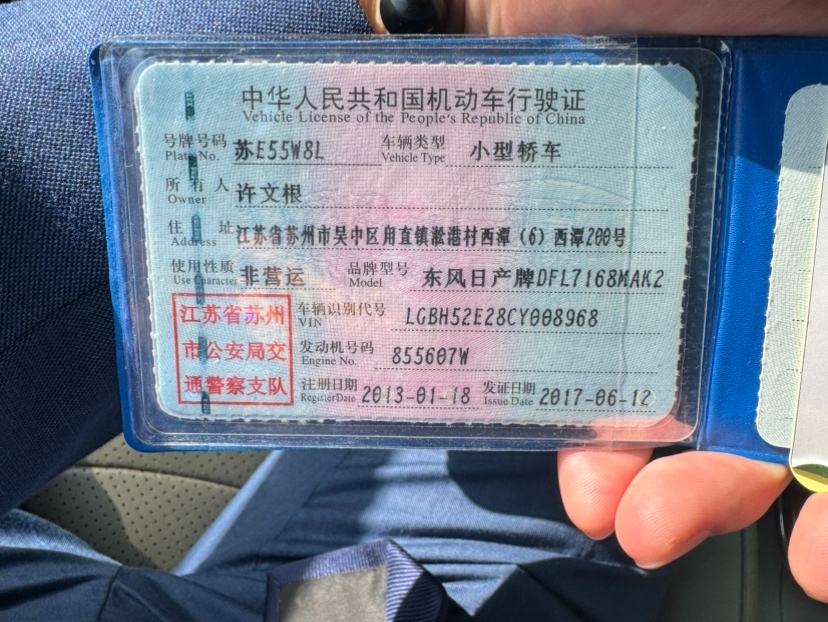 中华人民共和国机动车行驶证
Vehicle License of the People's Republic of China
号牌号码 苏E55W8L 车辆类型 小型轿车
Plate No. Vehicle Type
所有人 许文根
Owner
住址 江苏省苏州市吴中区甪直镇淞港村西潭（6）西潭200号
Address
使用性质 非营运 品牌型号 东风日产牌DFL7168MAK2
Use Character Model
江苏省苏州 车辆识别代号 LGBH52E28CY008968
VIN
市公安局交 发动机号码 855607W
Engine No.
通警察支队 注册日期 2013-01-18 发证日期 2017-06-12
Register Date Issue Date